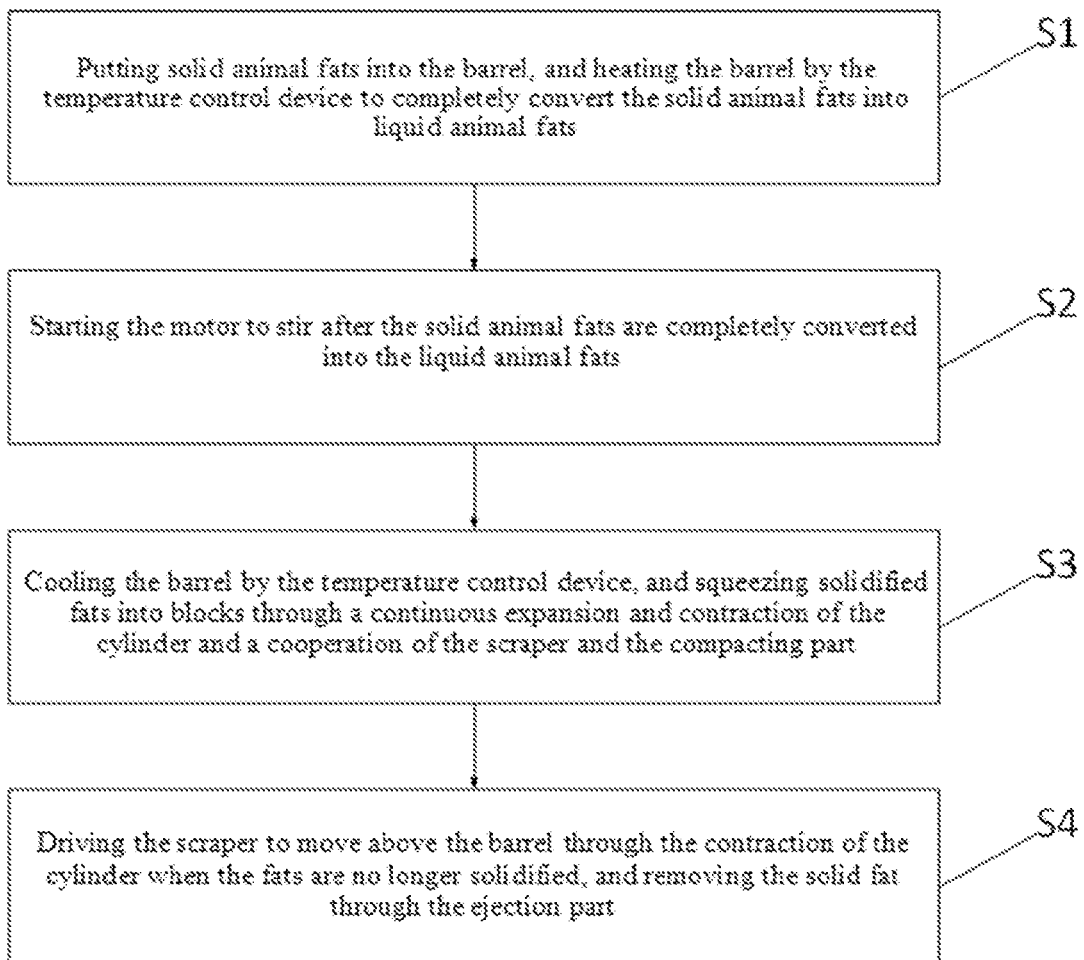 S1
Putting solid animal fats into the barrel, and heating the barrel by the
temperature control device to completely convert the solid animal fats into
liquid animal fats
S2
Starting the motor to stir after the solid animal fats are completely converted
into the liquid animal fats
S3
Cooling the barrel by the temperature control device, and squeezing solidified
fats into blocks through a continuous expansion and contraction of the
cylinder and a cooperation of the scraper and the compacting part
S4
Driving the scraper to move above the barrel through the contraction of the
cylinder when the fats are no longer solidified, and removing the solid fat
through the ejection part